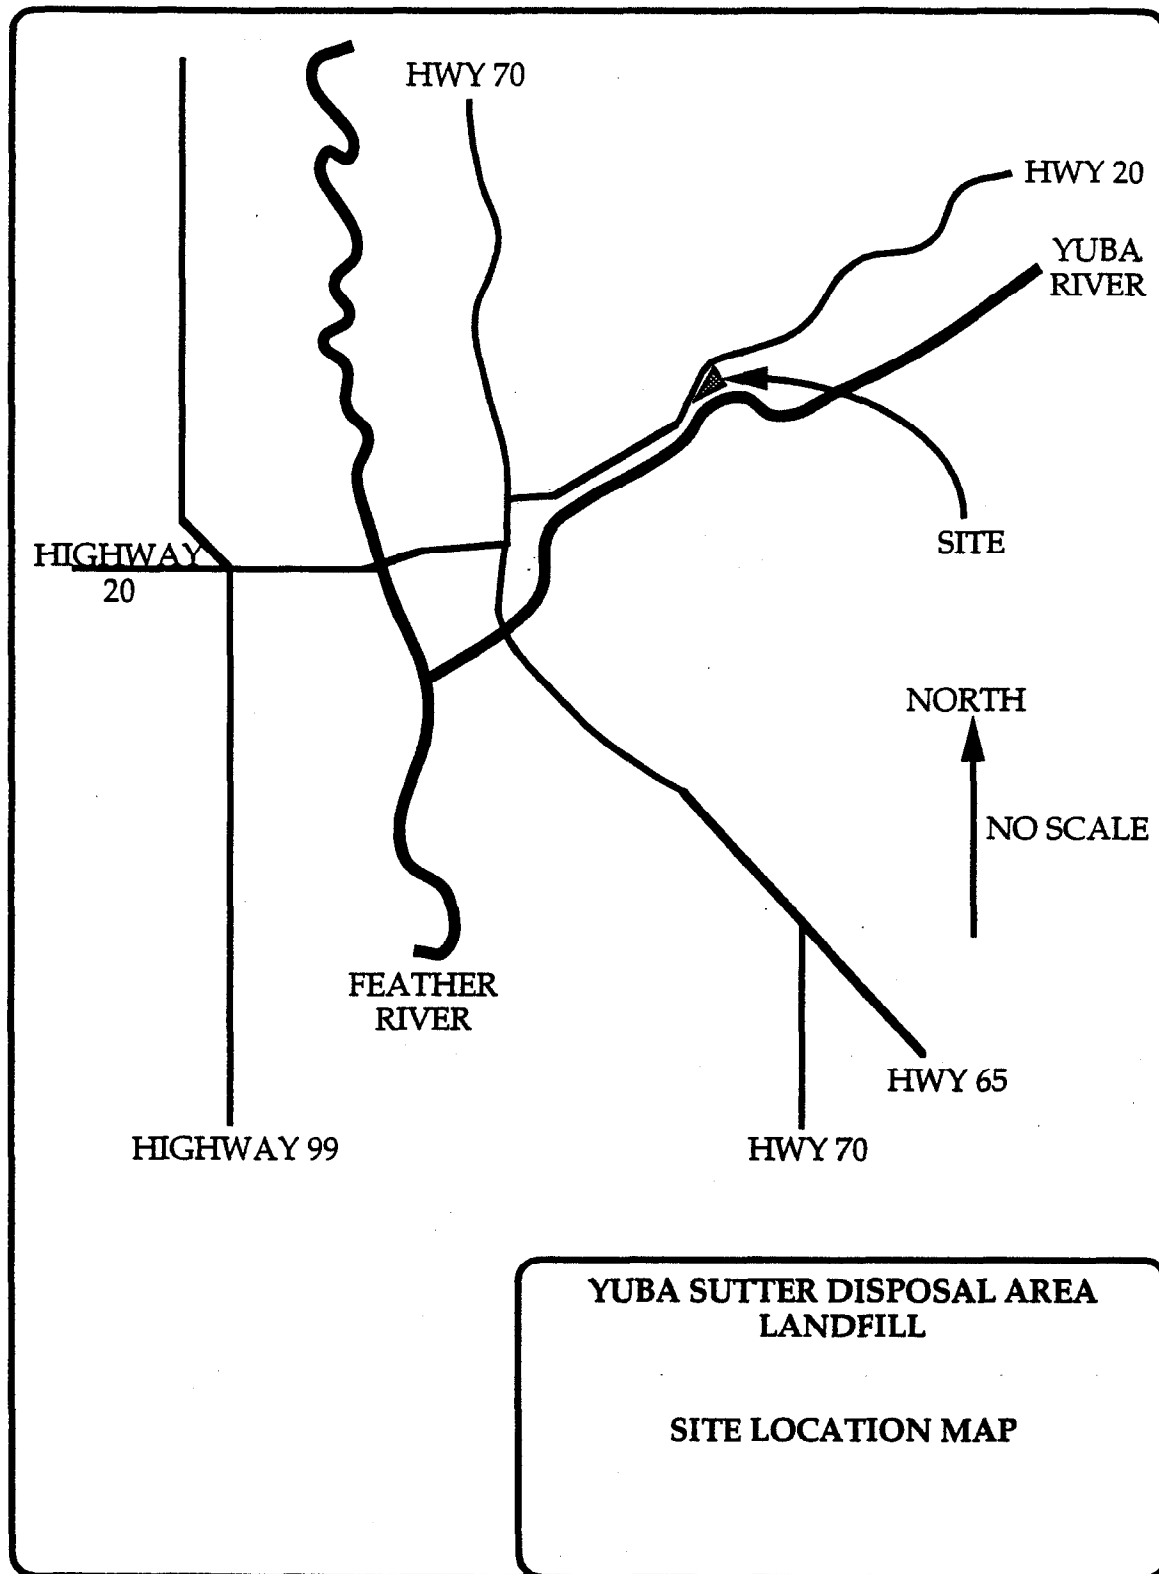 HWY 70
HWY 20
YUBA
RIVER
SITE
HIGHWAY
20
NORTH
NO SCALE
FEATHER
RIVER
HWY 65
HIGHWAY 99
HWY 70
YUBA SUTTER DISPOSAL AREA
LANDFILL
SITE LOCATION MAP